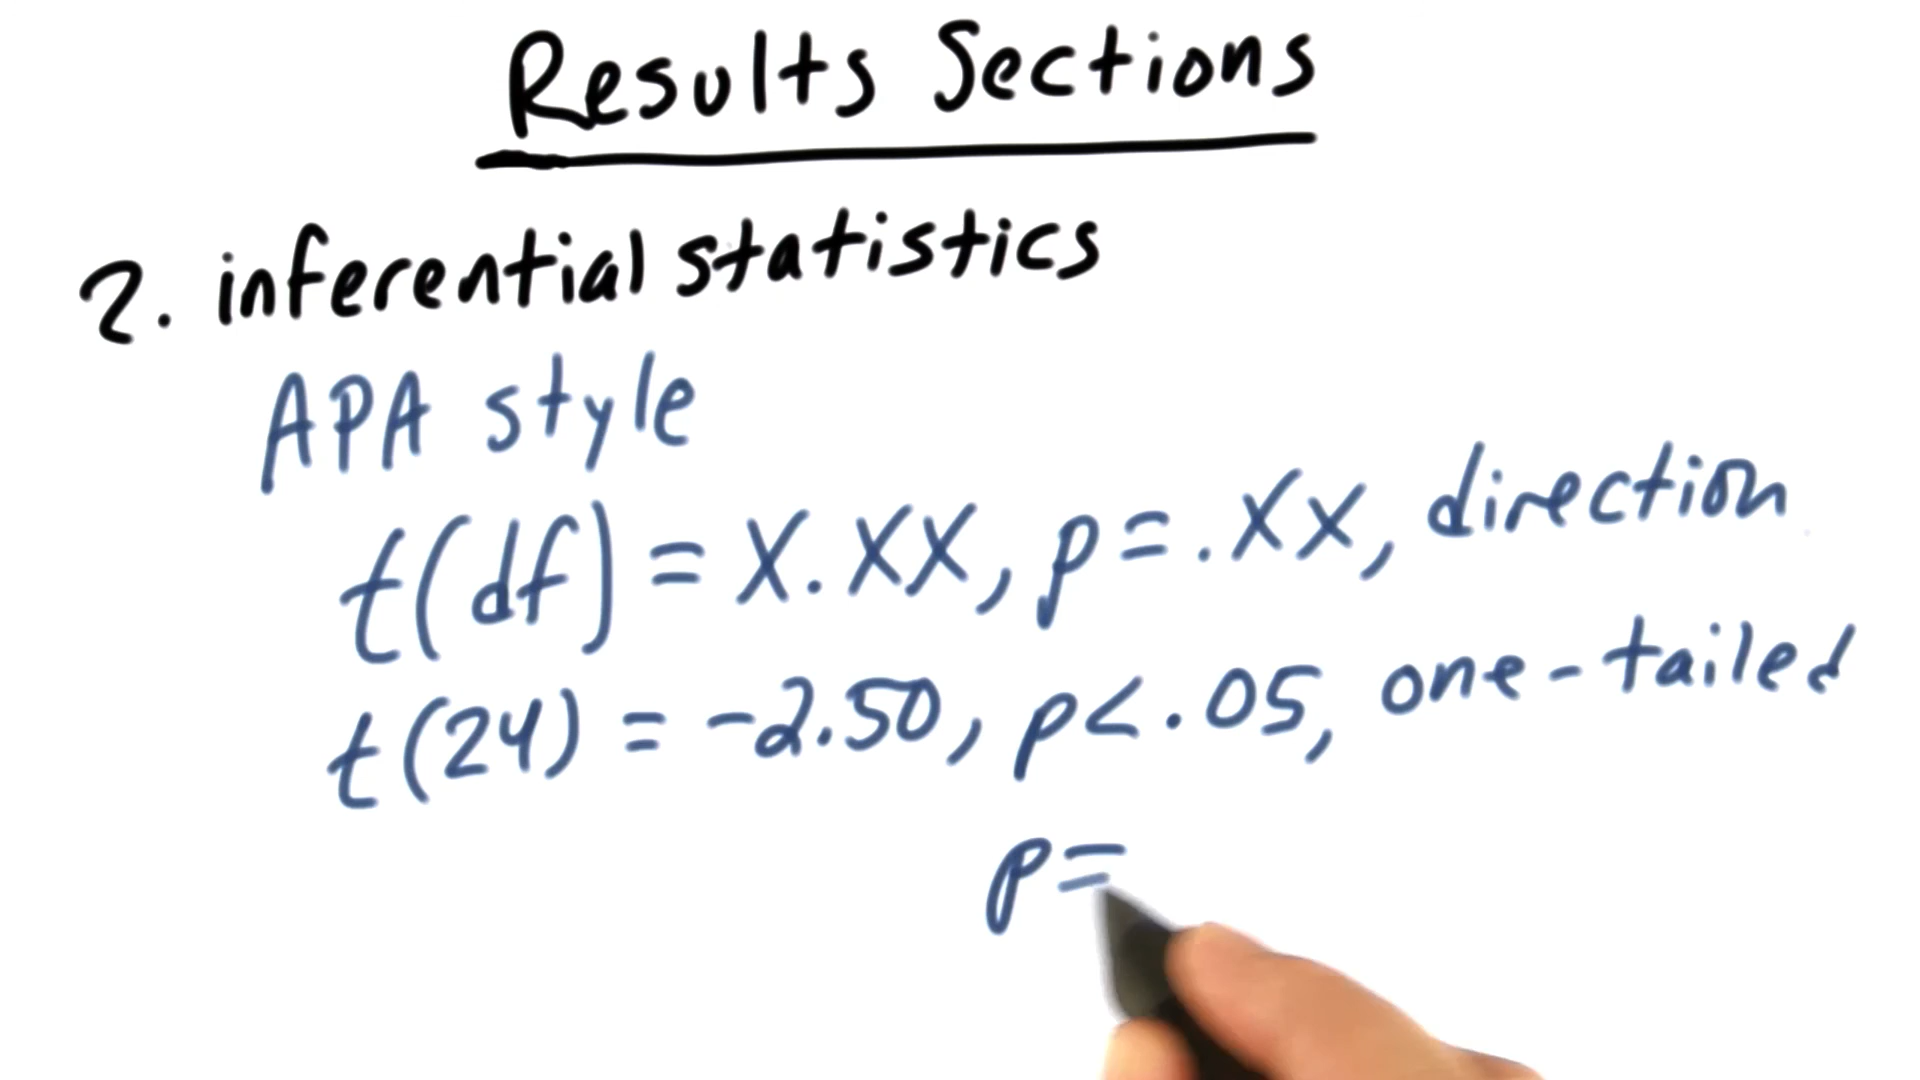 Results Sections
2. inferential statistics
APA style
t(df) = X.XX, p=.XX, direction
t(24) = -2.50, p<.05, one-tailed
p=